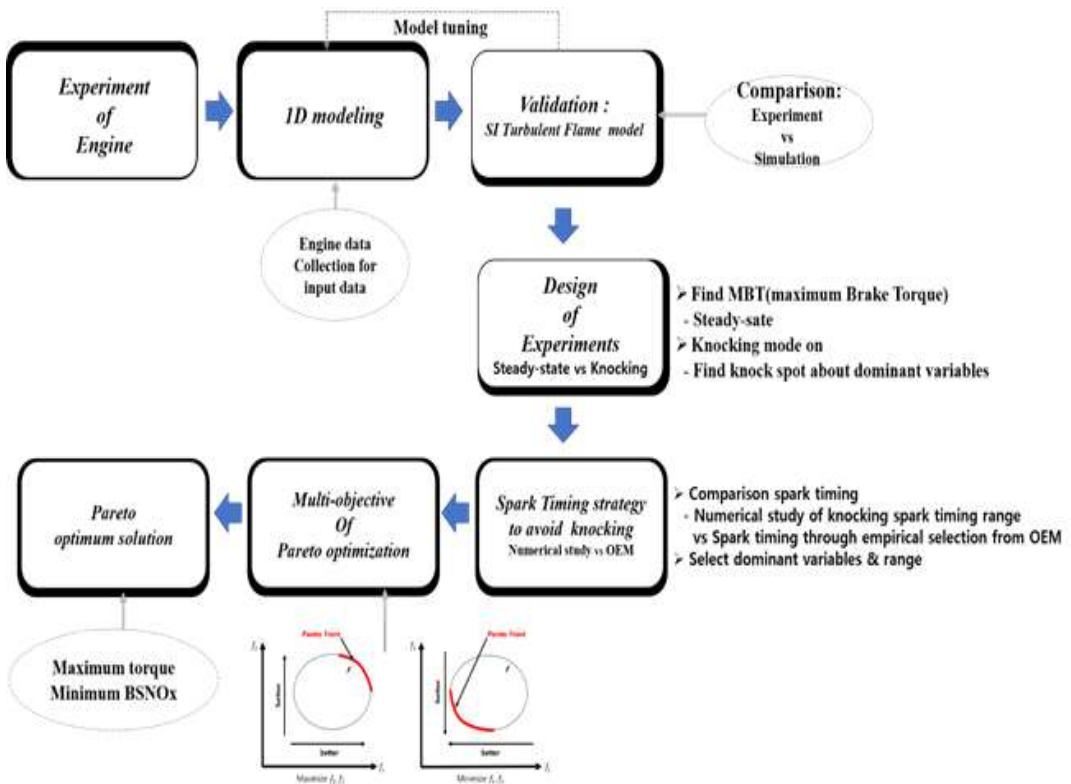 Model tuning
Experiment
of
Engine
1D modeling
Validation :
SI Turbulent Flame model
Comparison:
Experiment
vs
Simulation
Engine data
Collection for
input data
Design
of
Experiments
Steady-state vs Knocking
➢ Find MBT(maximum Brake Torque)
- Steady-sate
➢ Knocking mode on
- Find knock spot about dominant variables
Pareto
optimum solution
Multi-objective
Of
Pareto optimization
Spark Timing strategy
to avoid knocking
Numerical study vs OEM
➢ Comparison spark timing
- Numerical study of knocking spark timing range
vs Spark timing through empirical selection from OEM
➢ Select dominant variables & range
Maximum torque
Minimum BSNOx
Pareto Front
better
Maximize
Pareto Front
better
Minimize